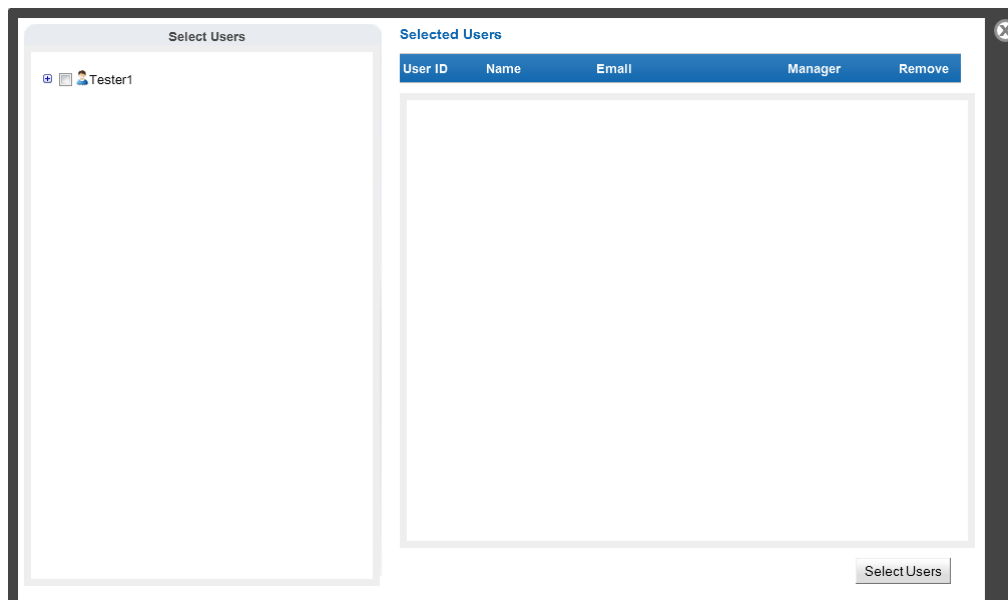 Select Users
Tester1
Selected Users
User ID Name Email Manager Remove
Select Users